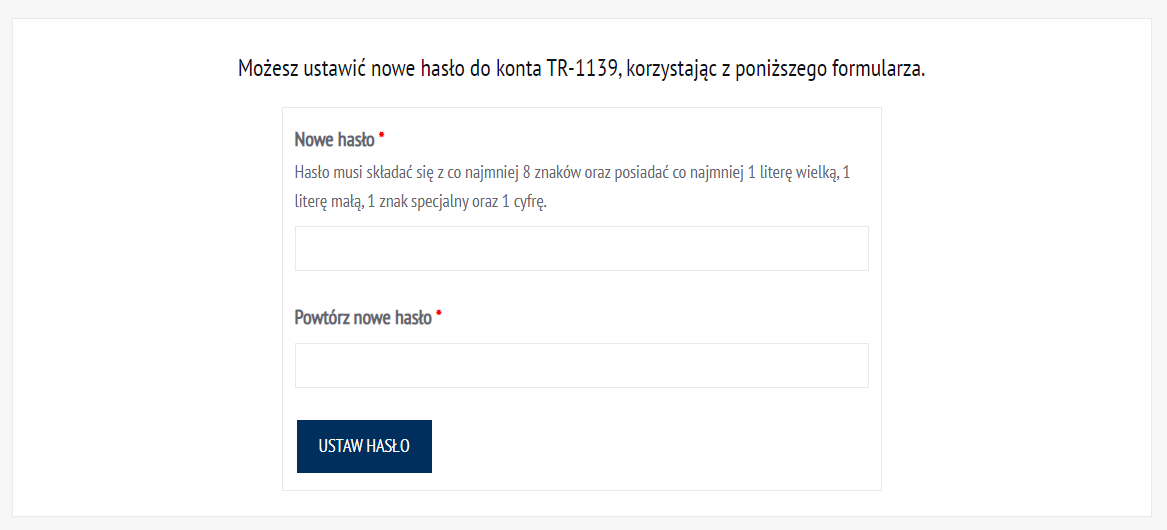 Możesz ustawić nowe hasło do konta TR-1139, korzystając z poniższego formularza.
Nowe hasło *
Hasło musi składać się z co najmniej 8 znaków oraz posiadać co najmniej 1 literę wielką, 1
literę małą, 1 znak specjalny oraz 1 cyfrę.
Powtórz nowe hasło *
USTAW HASŁO